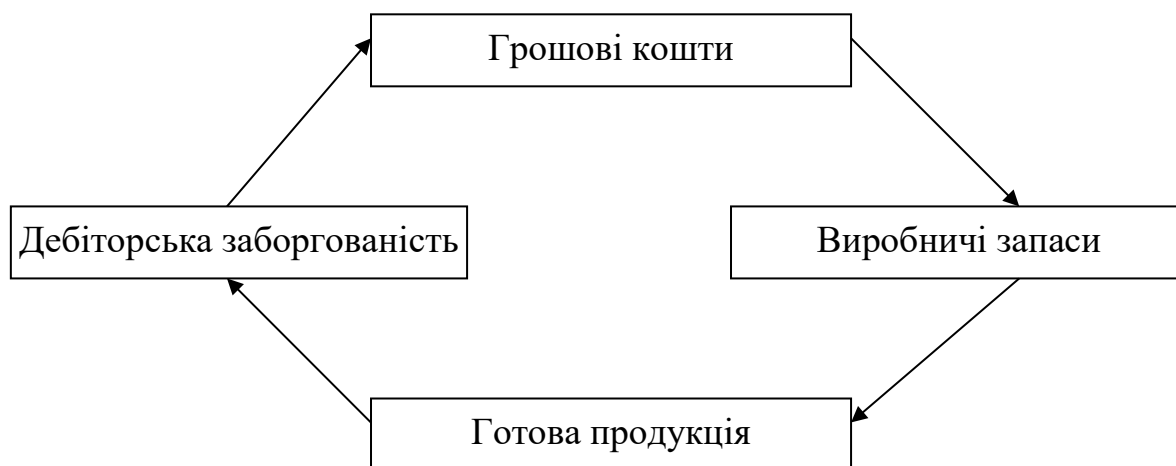 Грошові кошти
Дебіторська заборгованість
Виробничі запаси
Готова продукція